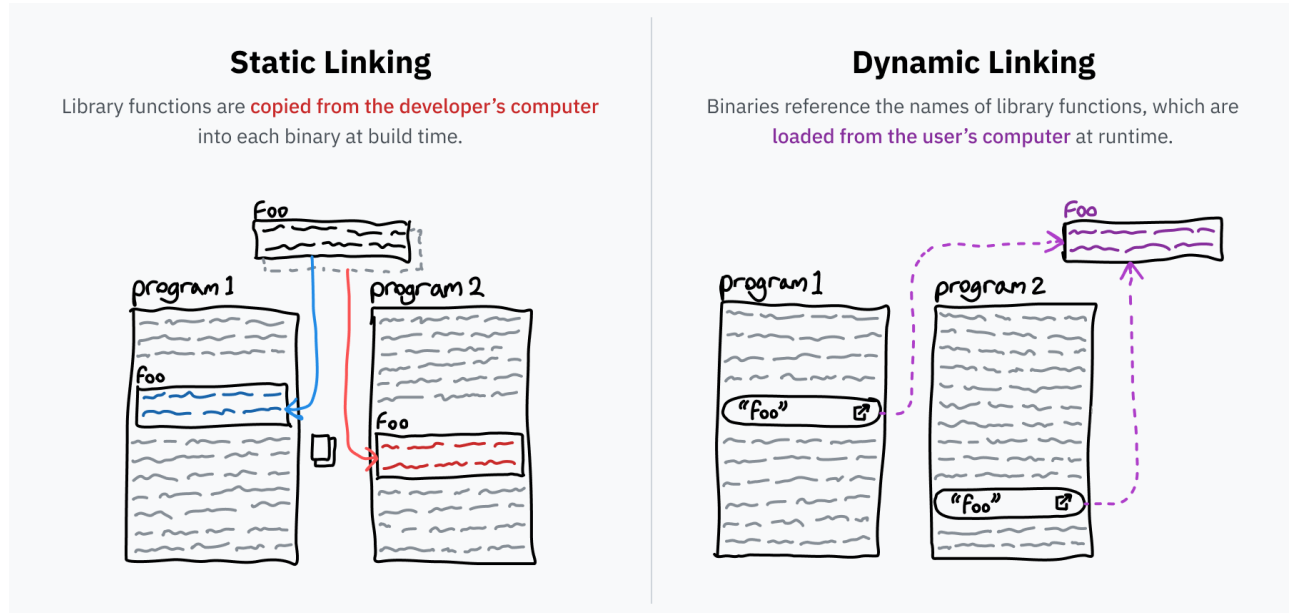 Static Linking
Library functions are copied from the developer's computer
into each binary at build time.
Foo
program 1
program 2
foo
Foo
Dynamic Linking
Binaries reference the names of library functions, which are
loaded from the user's computer at runtime.
Foo
program 1
program 2
“foo”
“foo”